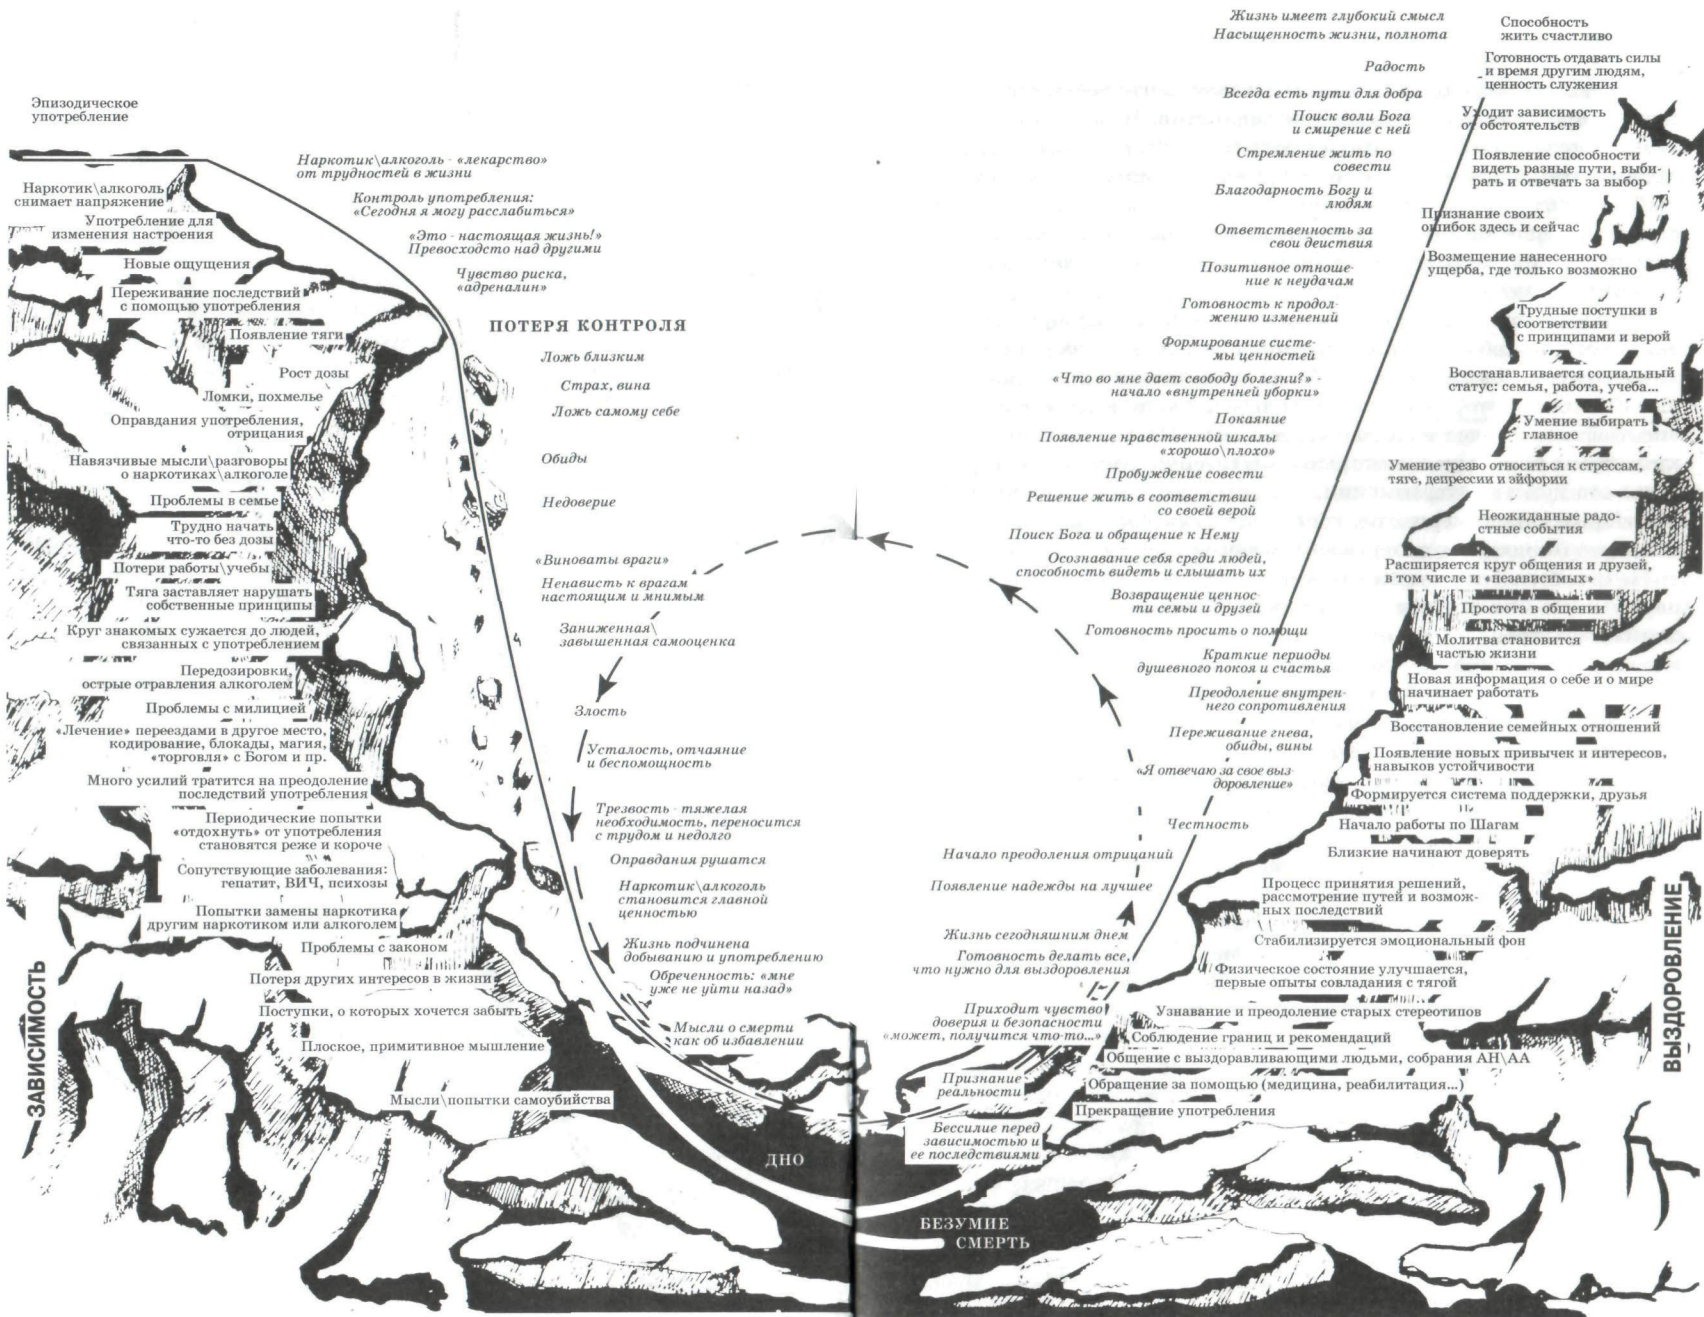 Эпизодическое
употребление
Наркотик\алкоголь
снимает напряжение
Употребление для
изменения настроения
Новые ощущения
Переживание последствий
с помощью употребления
Появление тяги
Рост дозы
Ломки, похмелье
Оправдания употребления,
отрицания
Навязчивые мысли\разговоры
о наркотиках\алкоголе
Проблемы в семье
Трудно начать
что-то без дозы
Потери работы\учебы
Тяга заставляет нарушать
собственные принципы
Круг знакомых сужается до людей,
связанных с употреблением
Передозировки,
острые отравления алкоголем
Проблемы с милицией
«Лечение» переездами в другое место,
кодирование, блокады, магия,
«торговля» с Богом и пр.
Много усилий тратится на преодоление
последствий употребления
Периодические попытки
«отдохнуть» от употребления
становятся реже и короче
Сопутствующие заболевания:
гепатит, ВИЧ, психозы
Попытки замены наркотика
другим наркотиком или алкоголем
Проблемы с законом
Потеря других интересов в жизни
Поступки, о которых хочется забыть
Плоское, примитивное мышление
Мысли\попытки самоубийства
ЗАВИСИМОСТЬ
Наркотик\алкоголь - «лекарство»
от трудностей в жизни
Контроль употребления:
«Сегодня я могу расслабиться»
«Это - настоящая жизнь!»
Превосходсто над другими
Чувство риска,
«адреналин»
ПОТЕРЯ КОНТРОЛЯ
Ложь близким
Страх, вина
Ложь самому себе
Обиды
Недоверие
«Виноваты враги»
Ненависть к врагам
настоящим и мнимым
Заниженная\
завышенная самооценка
Злость
Усталость, отчаяние
и беспомощность
Трезвость - тяжелая
необходимость, переносится
с трудом и недолго
Оправдания рушатся
Наркотик\алкоголь
становится главной
ценностью
Жизнь подчинена
добыванию и употреблению
Обреченность: «мне
уже не уйти назад»
Мысли о смерти
как об избавлении
ДНО
БЕЗУМИЕ
СМЕРТЬ
Жизнь имеет глубокий смысл
Насыщенность жизни, полнота
Радость
Всегда есть пути для добра
Поиск воли Бога
и смирение с ней
Стремление жить по
совести
Благодарность Богу и
людям
Ответственность за
свои деиствия
Позитивное отноше-
ние к неудачам
Готовность к продол-
жению изменений
Формирование систе-
мы ценностей
«Что во мне дает свободу болезни?» -
начало «внутренней уборки»
Покаяние
Появление нравственной шкалы
«хорошо\плохо»
Пробуждение совести
Решение жить в соответствии
со своей верой
Поиск Бога и обращение к Нему
Осознавание себя среди людей,
способность видеть и слышать их
Возвращение ценнос-
ти семьи и друзей
Готовность просить о помощи
Краткие периоды
душевного покоя и счастья
Преодоление внутрен-
него сопротивления
Переживание гнева,
обиды, вины
«Я отвечаю за свое выз-
доровление»
Честность
Начало преодоления отрицаний
Появление надежды на лучшее
Жизнь сегодняшним днем
Готовность делать все,
что нужно для выздоровления
Приходит чувство
доверия и безопасности
«может, получится что-то...»
Признание
реальности
Бессилие перед
зависимостью и
ее последствиями
Способность
жить счастливо
Готовность отдавать силы
и время другим людям,
ценность служения
Уходит зависимость
от обстоятельств
Появление способности
видеть разные пути, выби-
рать и отвечать за выбор
Признание своих
ошибок здесь и сейчас
Возмещение нанесенного
ущерба, где только возможно
Трудные поступки в
соответствии
с принципами и верой
Восстанавливается социальный
статус: семья, работа, учеба...
Умение выбирать
главное
Умение трезво относиться к стрессам,
тяге, депрессии и эйфории
Неожиданные радо-
стные события
Расширяется круг общения и друзей,
в том числе и «независимых»
Простота в общении
Молитва становится
частью жизни
Новая информация о себе и о мире
начинает работать
Восстановление семейных отношений
Появление новых привычек и интересов,
навыков устойчивости
Формируется система поддержки, друзья
Начало работы по Шагам
Близкие начинают доверять
Процесс принятия решений,
рассмотрение путей и возмож-
ных последствий
Стабилизируется эмоциональный фон
Физическое состояние улучшается,
первые опыты совладания с тягой
Узнавание и преодоление старых стереотипов
Соблюдение границ и рекомендаций
Общение с выздоравливающими людьми, собрания АН\АА
Обращение за помощью (медицина, реабилитация...)
Прекращение употребления
ВЫЗДОРОВЛЕНИЕ